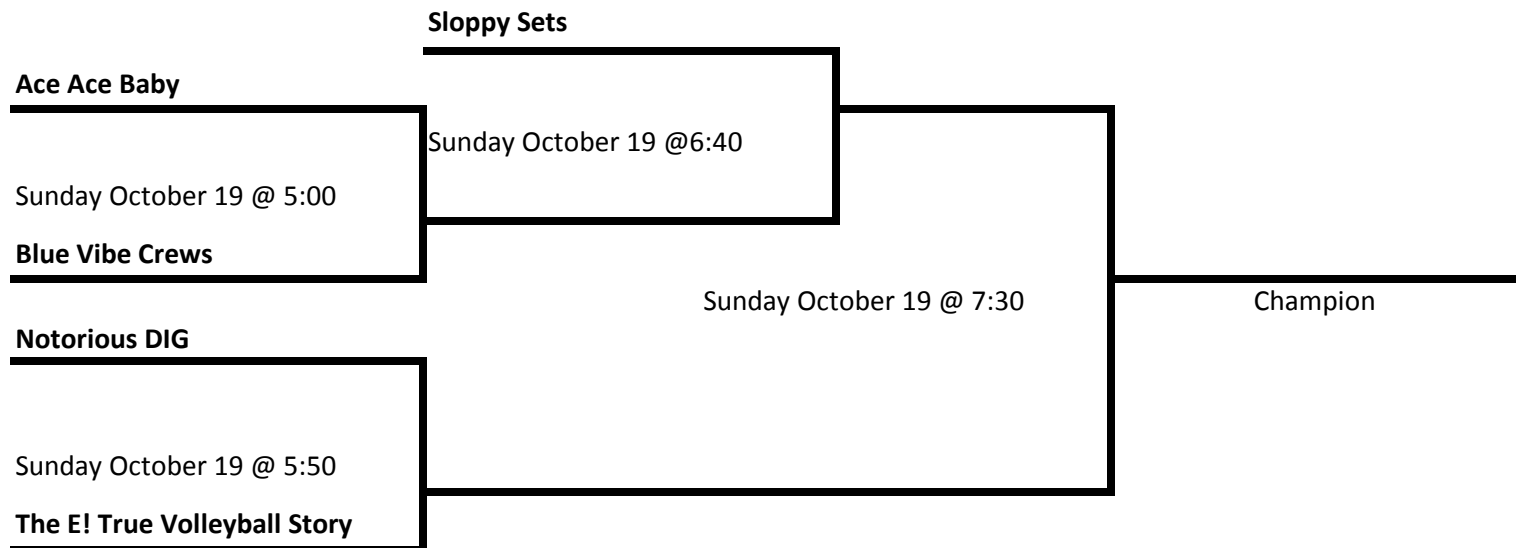 Sloppy Sets
Ace Ace Baby
Sunday October 19 @6:40
Sunday October 19 @ 5:00
Blue Vibe Crews
Sunday October 19 @ 7:30
Champion
Notorious DIG
Sunday October 19 @ 5:50
The E! True Volleyball Story